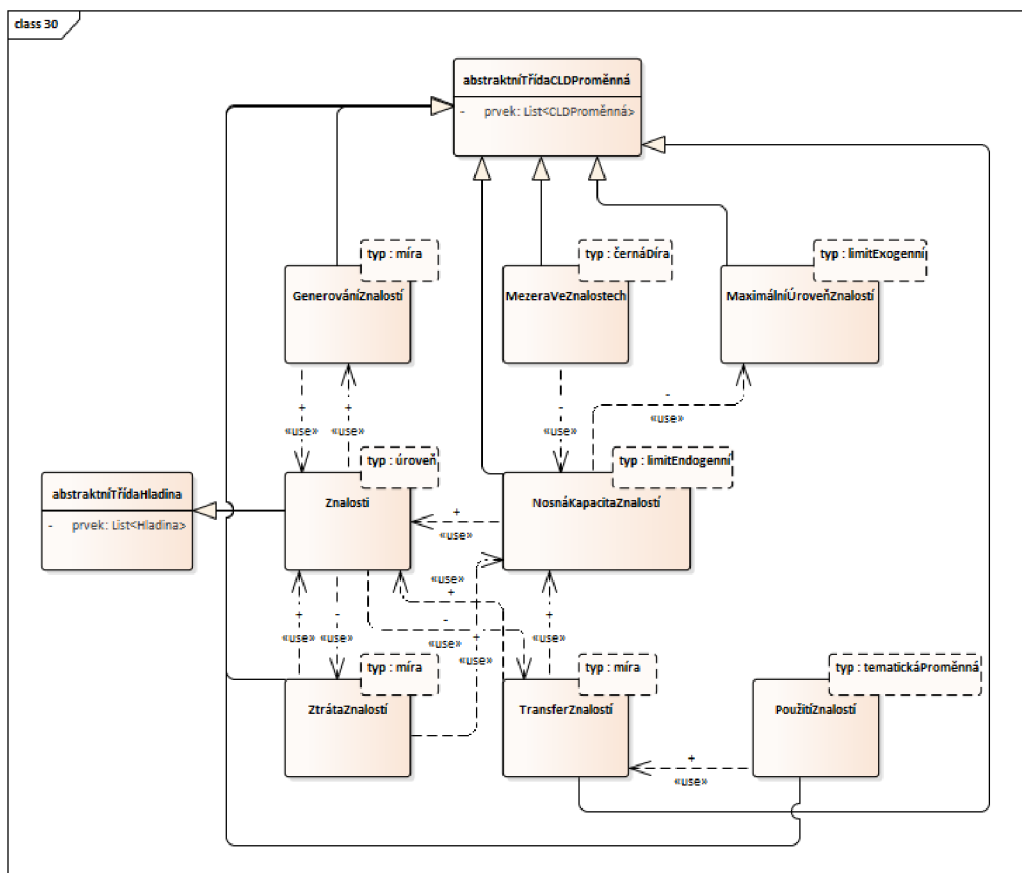 class 30
abstraktníTřídaCLDProměnná
- prvek: List<CLDProměnná>
typ : míra
GenerováníZnalostí
typ : černáDíra
MezeraVeZnalostech
typ : limitExogenní
MaximálníÚroveňZnalostí
+
«use»
+
«use»
-
«use»
-
«use»
typ : úroveň
Znalosti
typ : limitEndogenní
NosnáKapacitaZnalostí
abstraktníTřídaHladina
- prvek: List<Hladina>
+
«use»
«use»
+
+
«use»
-
«use»
-
«use»
+
«use»
+
«use»
typ : míra
ZtrátaZnalostí
typ : míra
TransferZnalostí
typ : tematickáProměnná
PoužitíZnalostí
+
«use»